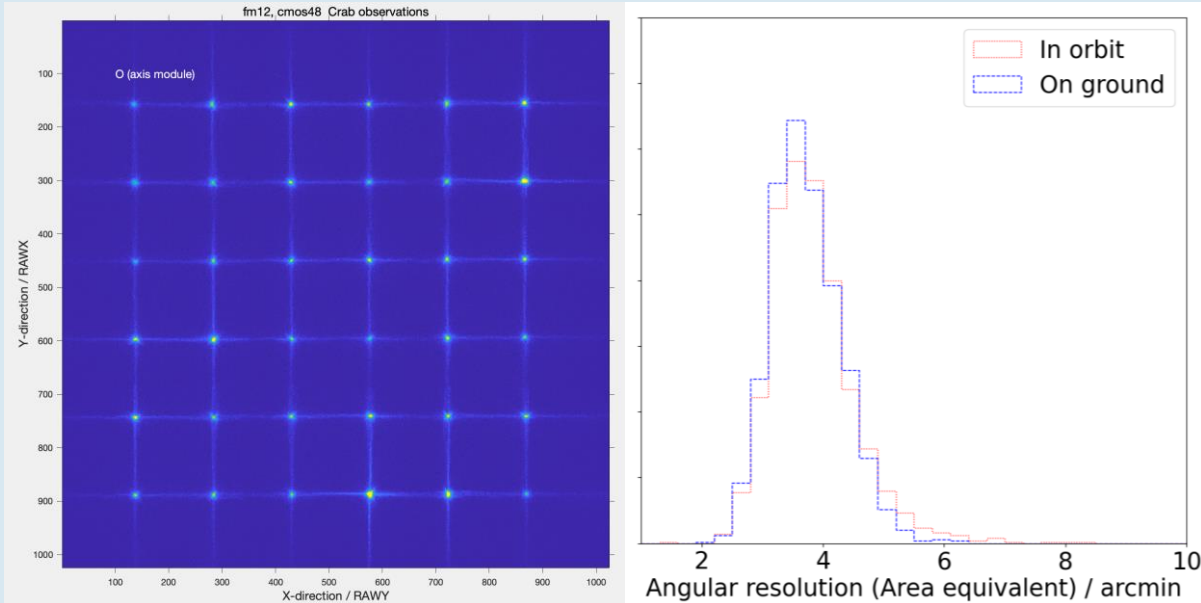 fm12, cmos48 Crab observations
O (axis module)
100
200
300
400
500
600
700
800
900
1000
Y-direction / RAWX
100 200 300 400 500 600 700 800 900 1000
X-direction / RAWY
In orbit
On ground
2 4 6 8 10
Angular resolution (Area equivalent) / arcmin